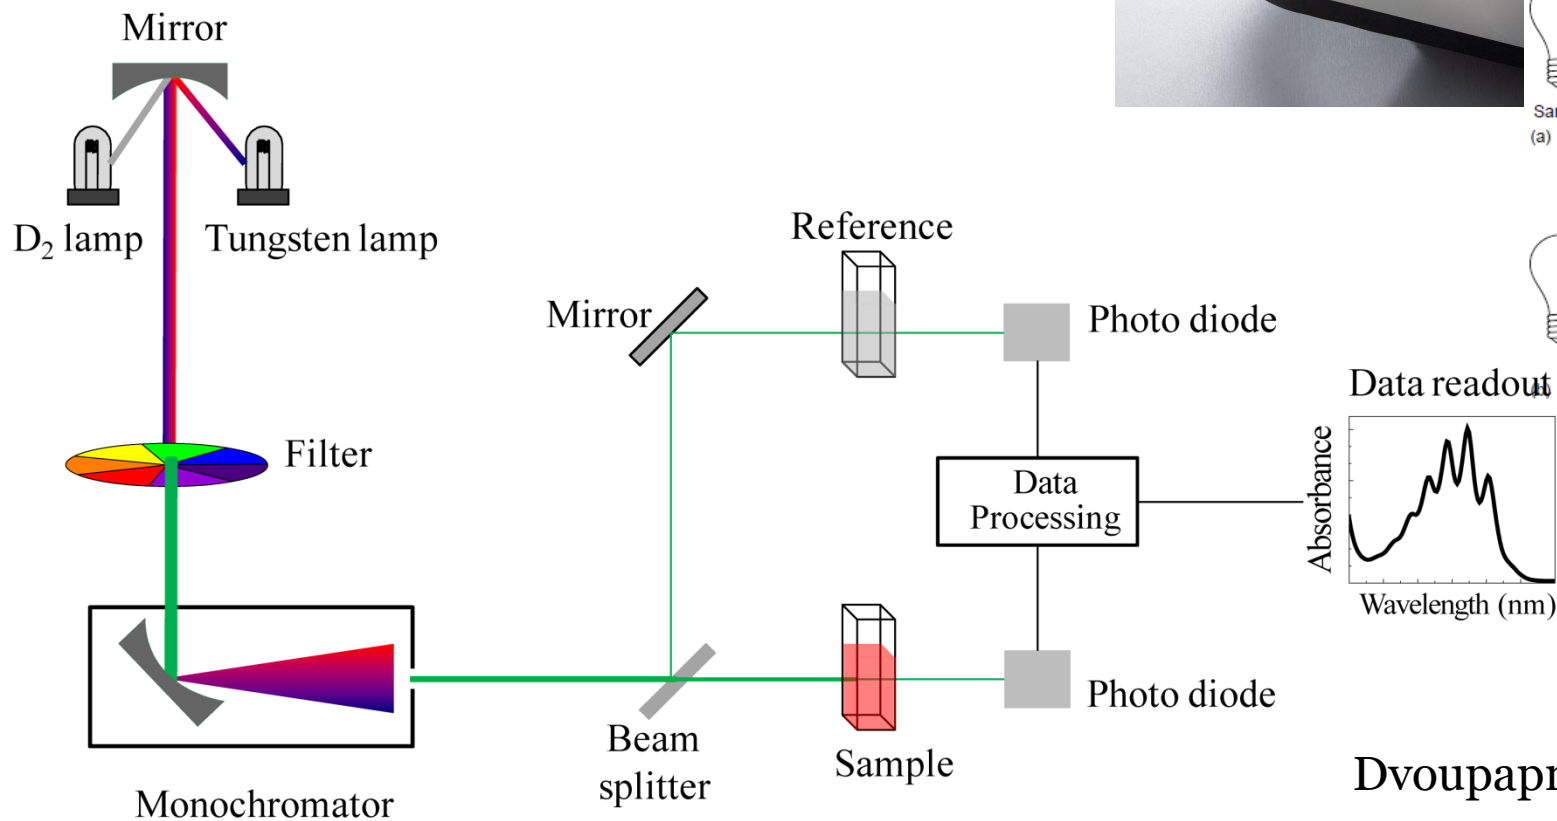 Mirror
D₂ lamp
Tungsten lamp
Filter
Monochromator
Mirror
Beam
splitter
Reference
Sample
Photo diode
Data
Processing
Photo diode
Data readout
Absorbance
Wavelength (nm)
(a)
(b)